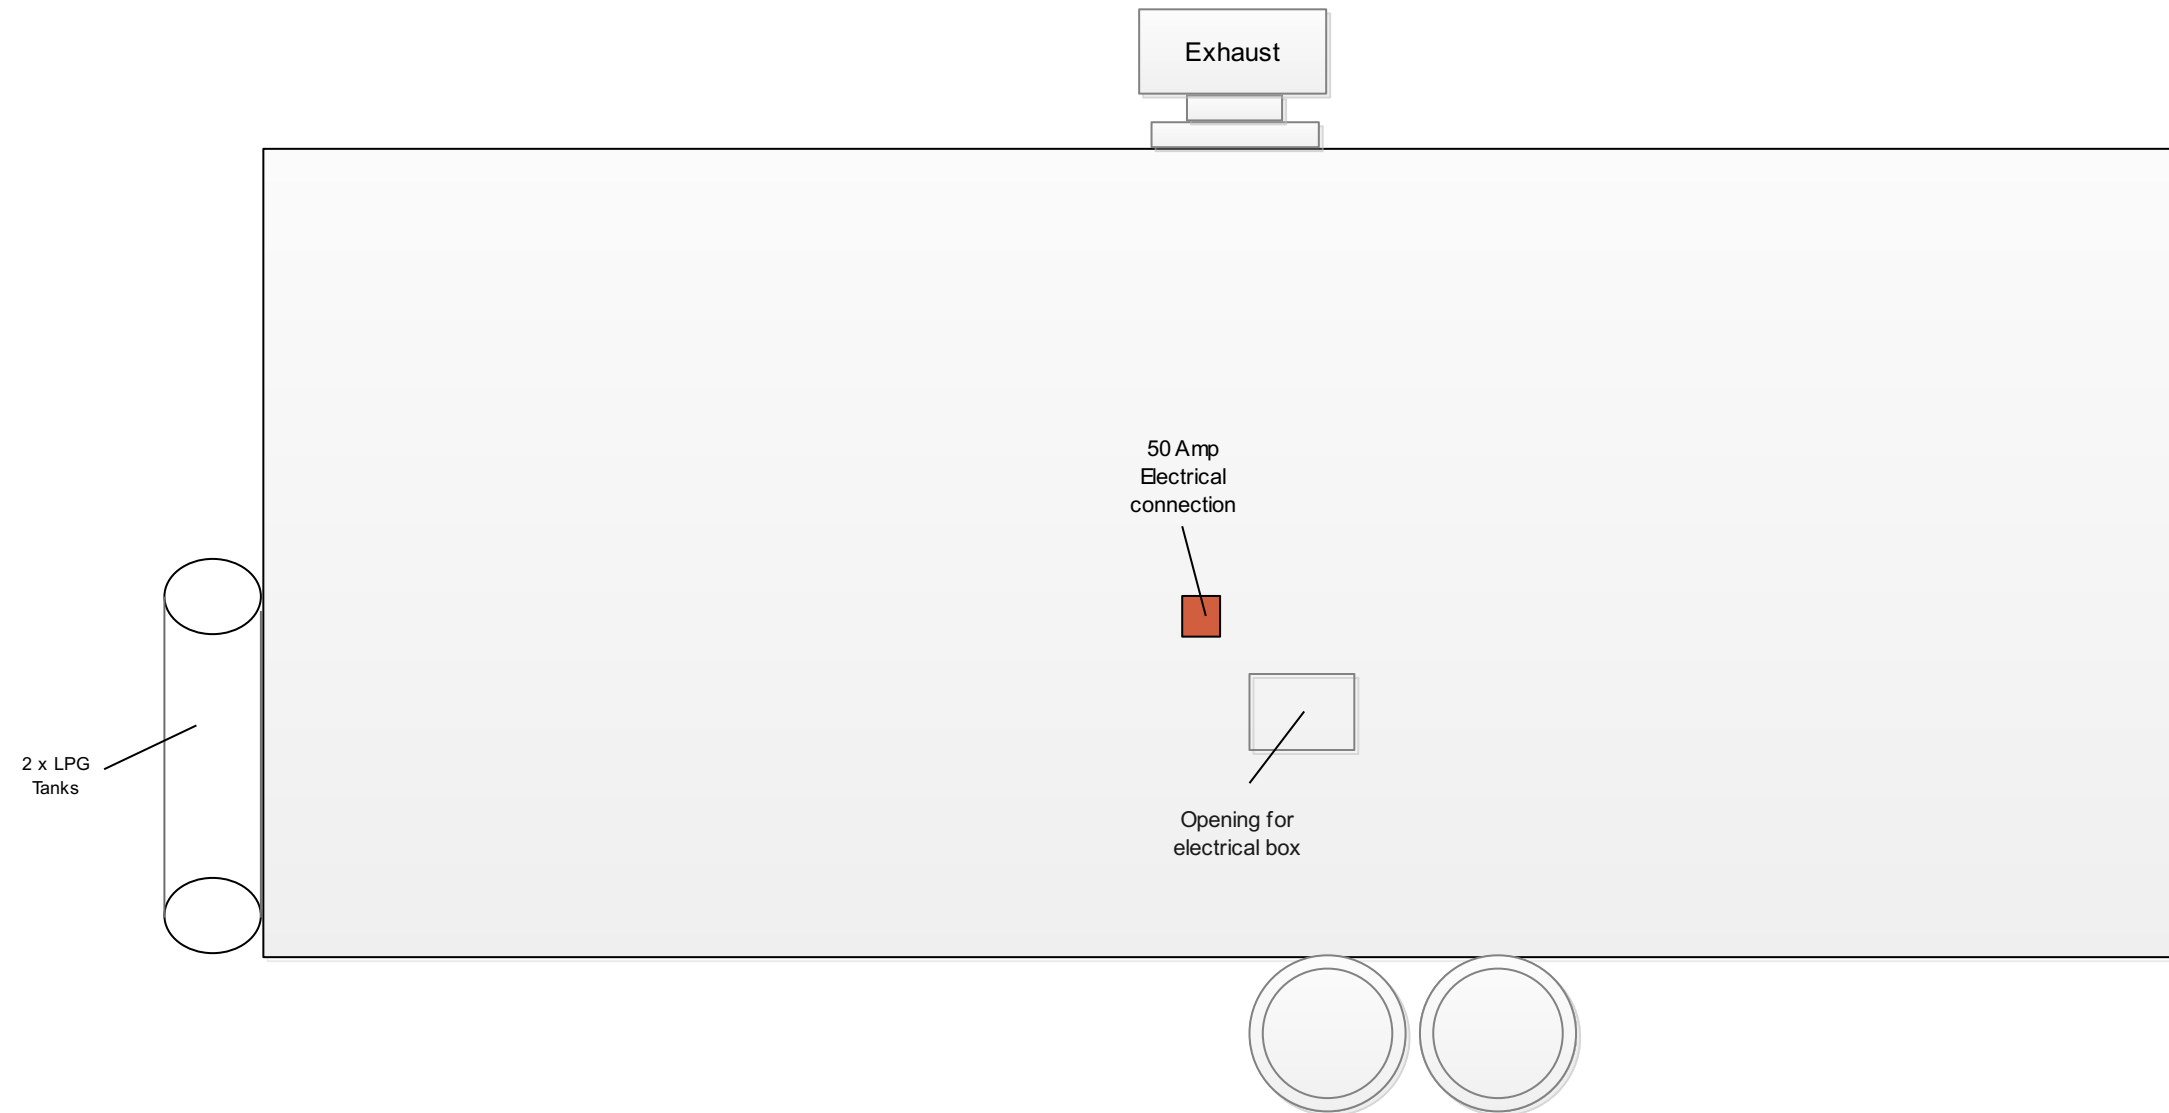 Exhaust
50 Amp
Electrical
connection
2 x LPG
Tanks
Opening for
electrical box